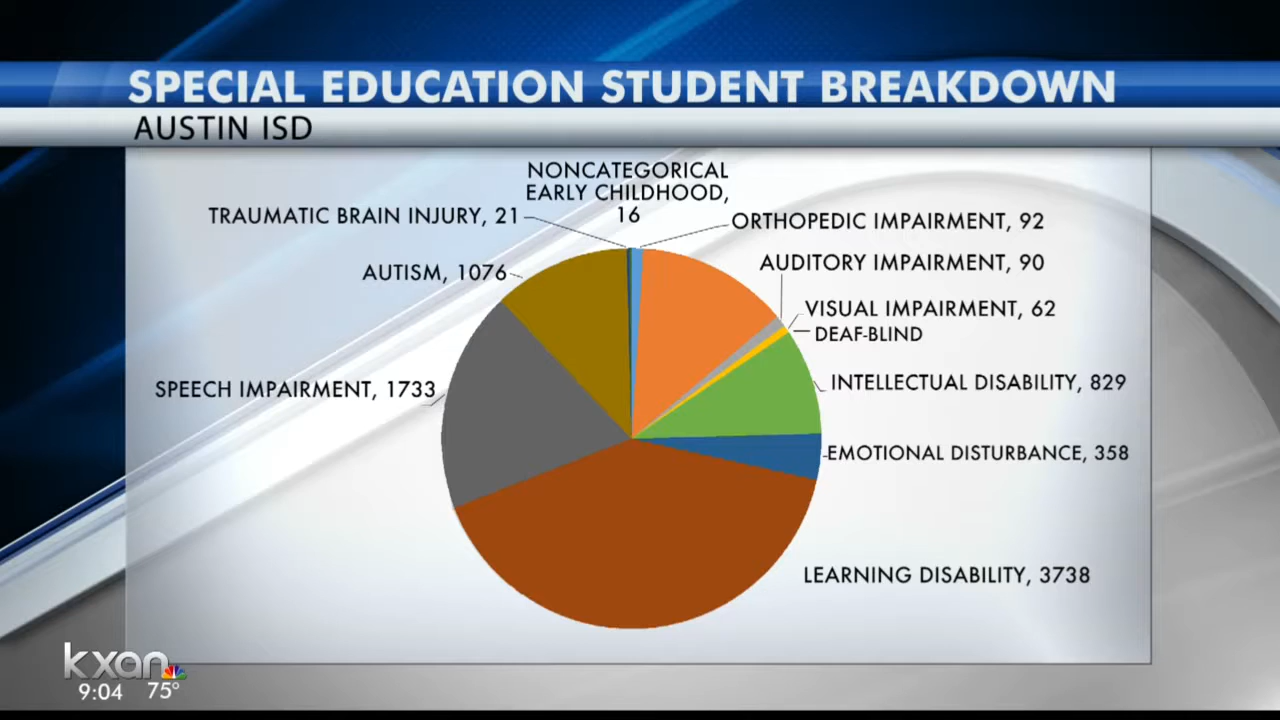 SPECIAL EDUCATION STUDENT BREAKDOWN
AUSTIN ISD
NONCATEGORICAL
EARLY CHILDHOOD,
16
TRAUMATIC BRAIN INJURY, 21
ORTHOPEDIC IMPAIRMENT, 92
AUTISM, 1076
AUDITORY IMPAIRMENT, 90
VISUAL IMPAIRMENT, 62
DEAF-BLIND
SPEECH IMPAIRMENT, 1733
INTELLECTUAL DISABILITY, 829
EMOTIONAL DISTURBANCE, 358
LEARNING DISABILITY, 3738
kxan
9:04 75°